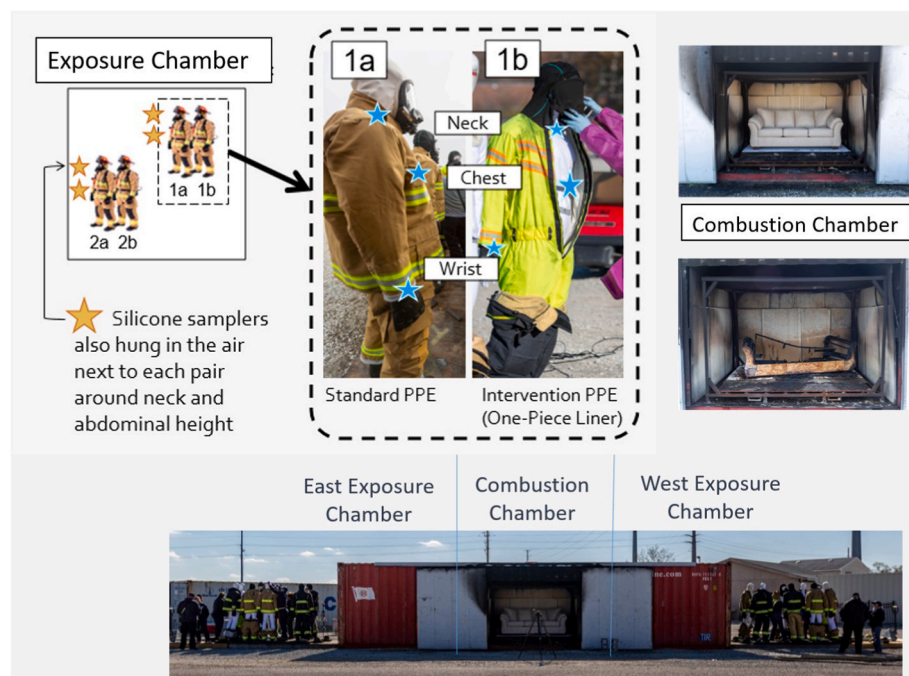 Exposure Chamber
1a 1b
2a 2b
Silicone samplers
also hung in the air
next to each pair
around neck and
abdominal height
1a
1b
Neck
Chest
Wrist
Standard PPE
Intervention PPE
(One-Piece Liner)
Combustion Chamber
East Exposure
Chamber
Combustion
Chamber
West Exposure
Chamber